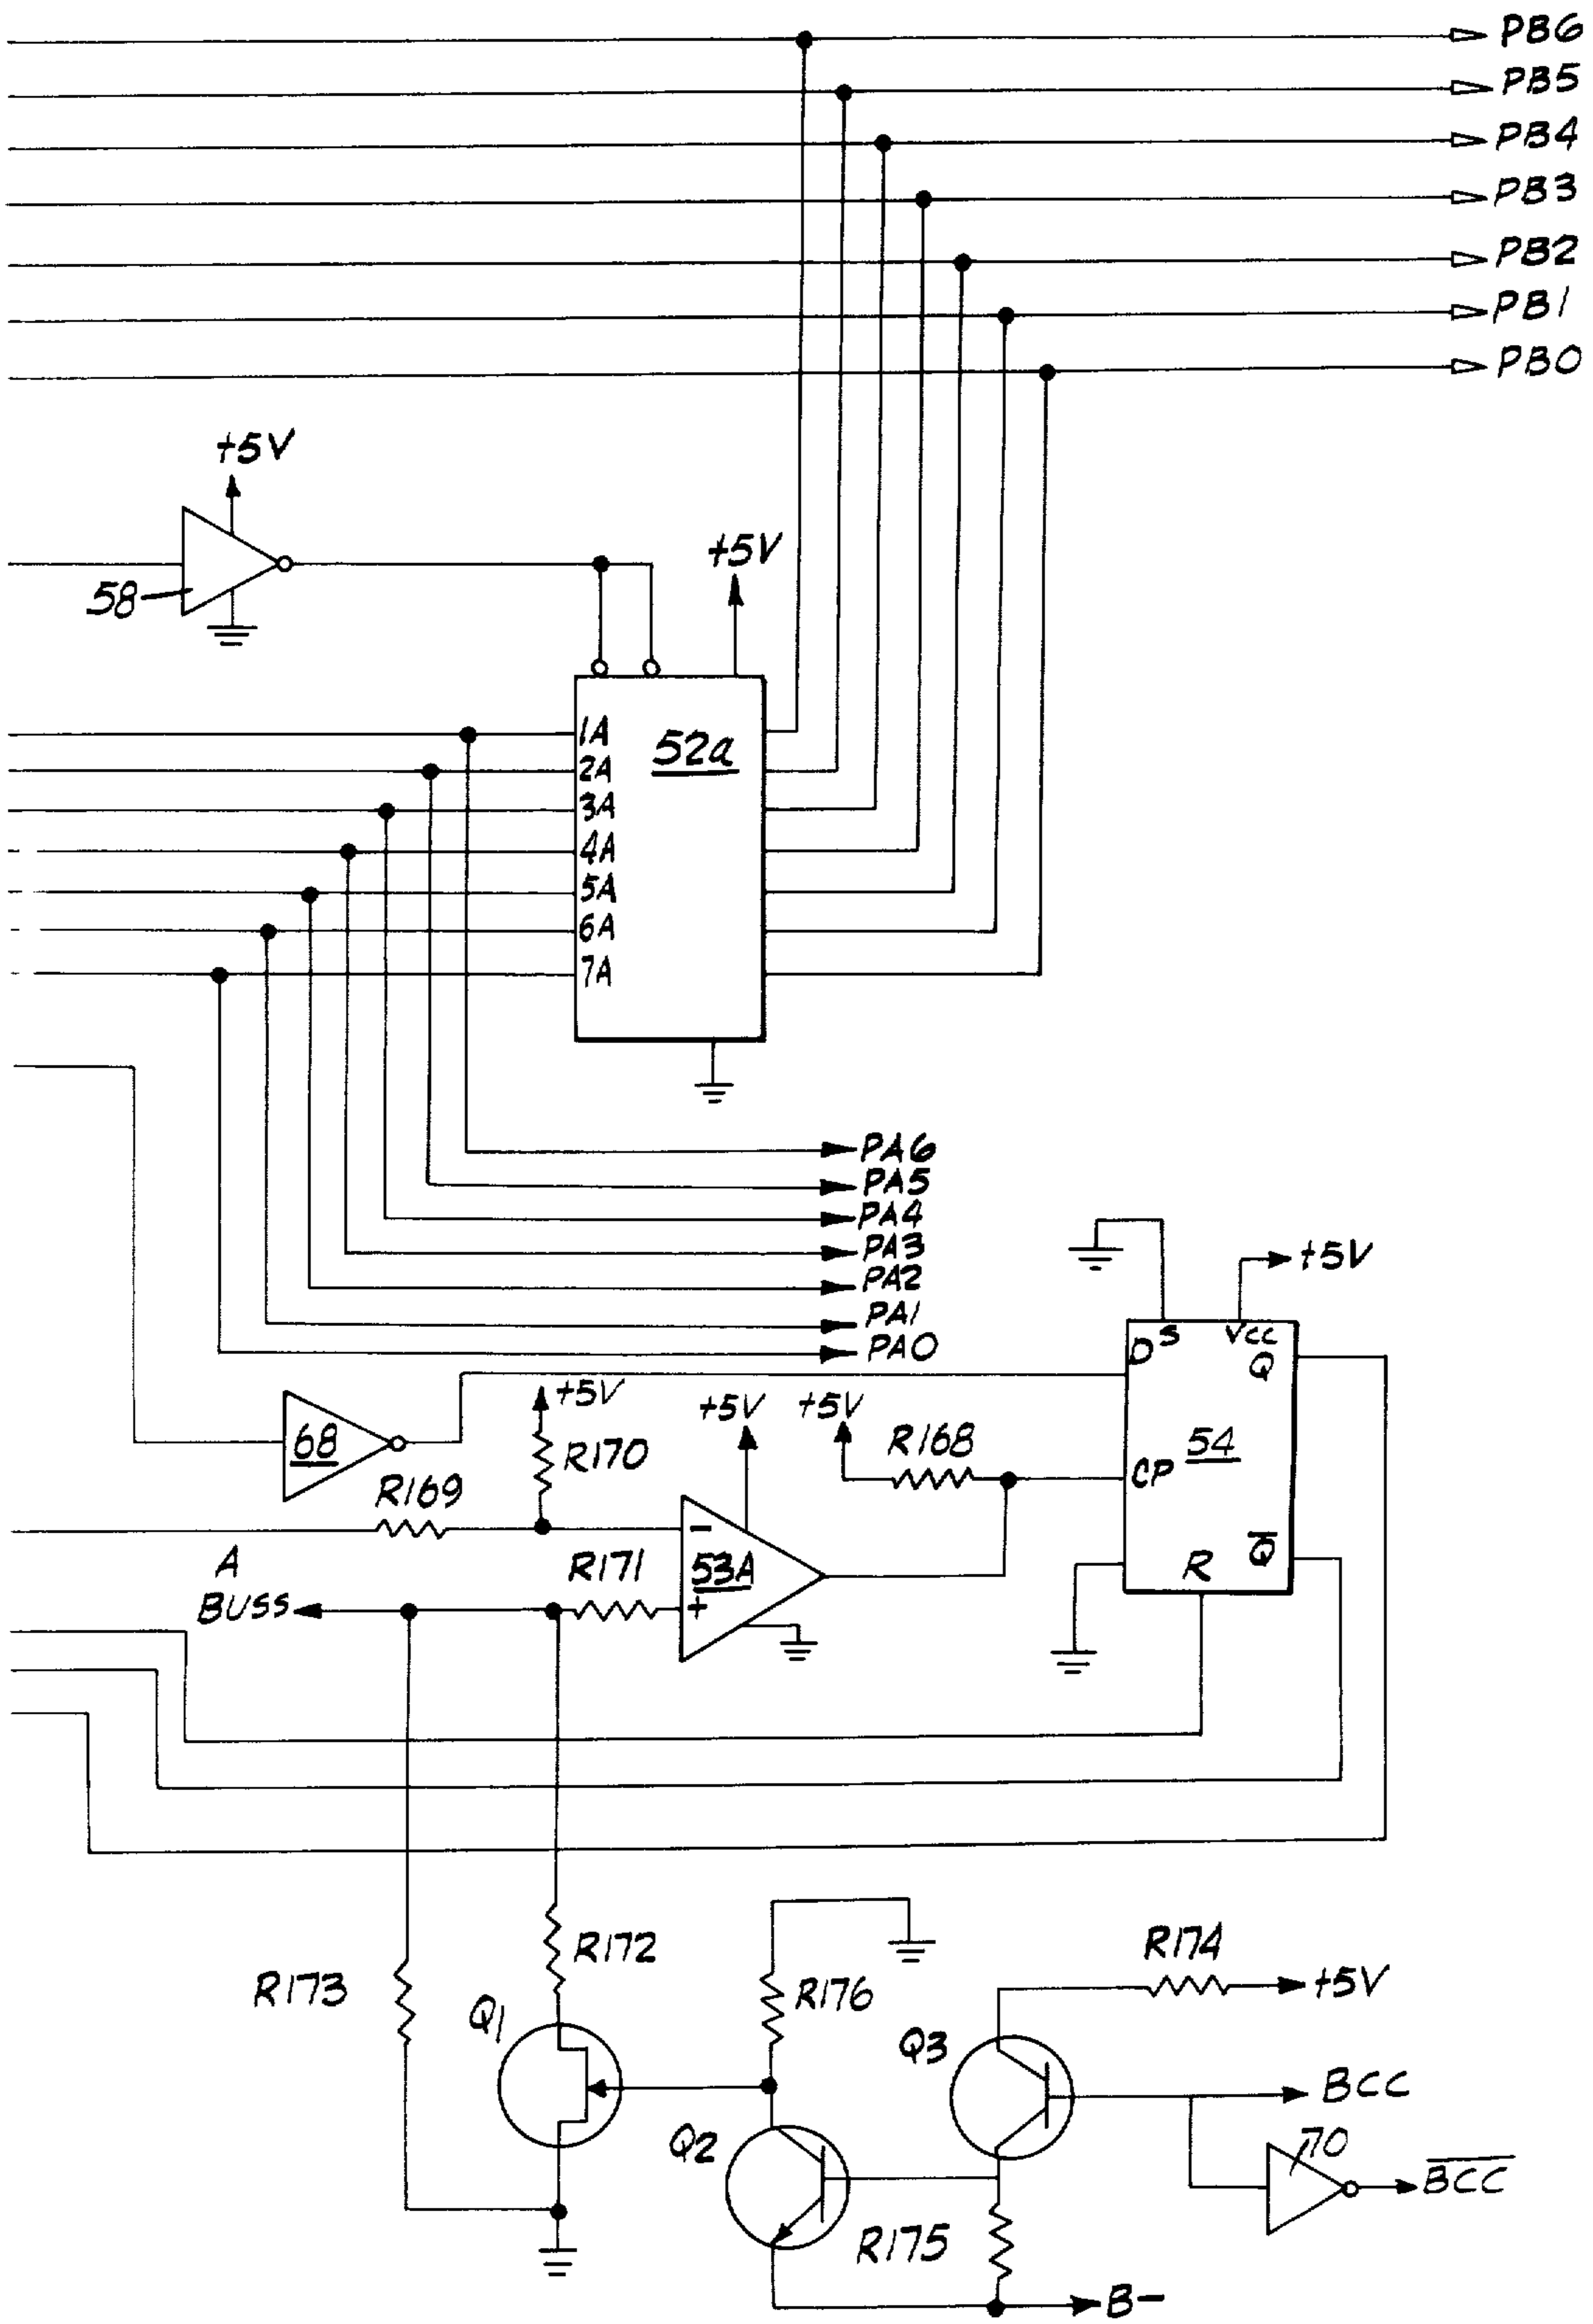 PB6
PB5
PB4
PB3
PB2
PB1
PB0
+5V
58
+5V
1A
52a
2A
3A
4A
5A
6A
7A
PA6
PA5
PA4
PA3
PA2
PA1
PA0
+5V
D S VCC Q
+5V
+5V +5V
68
R170
R168
54
CP
R169
A
BUSS
R171
-
53A
+
R Q̅
R172
R173
R176
R174
+5V
Q1
Q3
BCC
Q2
70
B̅C̅C̅
R175
B-